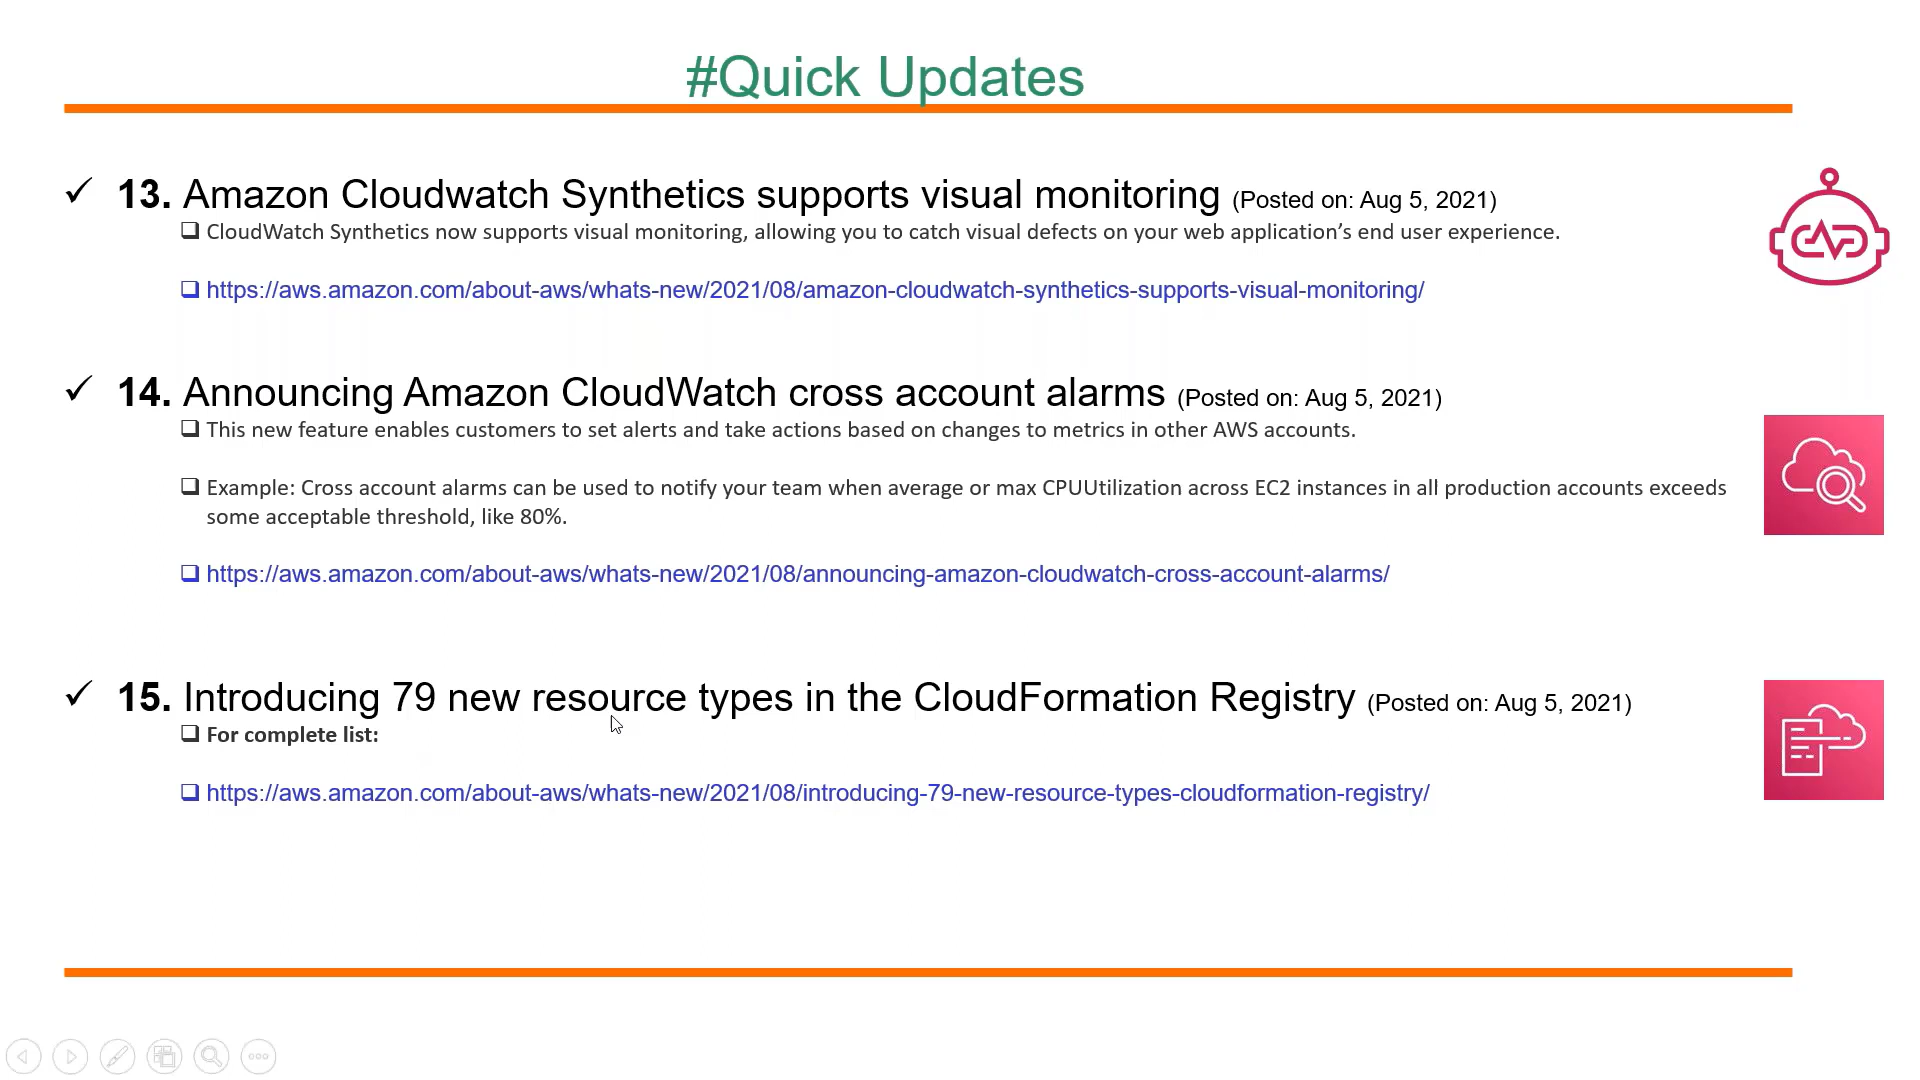 #Quick Updates
✓ 13. Amazon Cloudwatch Synthetics supports visual monitoring (Posted on: Aug 5, 2021)
❑ CloudWatch Synthetics now supports visual monitoring, allowing you to catch visual defects on your web application’s end user experience.
❑ https://aws.amazon.com/about-aws/whats-new/2021/08/amazon-cloudwatch-synthetics-supports-visual-monitoring/
✓ 14. Announcing Amazon CloudWatch cross account alarms (Posted on: Aug 5, 2021)
❑ This new feature enables customers to set alerts and take actions based on changes to metrics in other AWS accounts.
❑ Example: Cross account alarms can be used to notify your team when average or max CPUUtilization across EC2 instances in all production accounts exceeds
some acceptable threshold, like 80%.
❑ https://aws.amazon.com/about-aws/whats-new/2021/08/announcing-amazon-cloudwatch-cross-account-alarms/
✓ 15. Introducing 79 new resource types in the CloudFormation Registry (Posted on: Aug 5, 2021)
❑ For complete list:
❑ https://aws.amazon.com/about-aws/whats-new/2021/08/introducing-79-new-resource-types-cloudformation-registry/